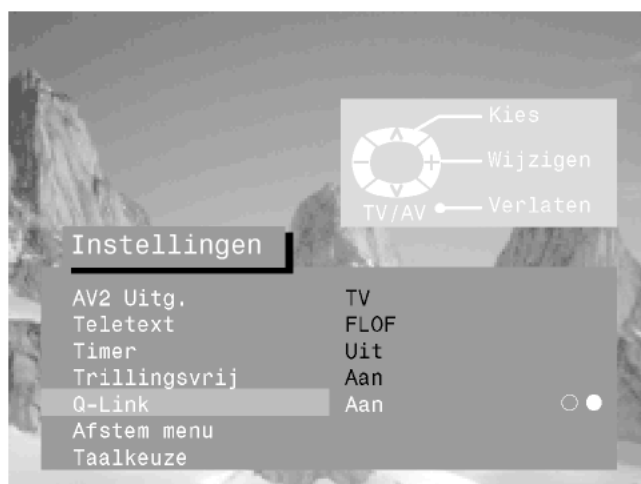 Kies
Wijzigen
TV/AV Verlaten
Instellingen
AV2 Uitg. TV
Teletext FLOF
Timer Uit
Trillingsvrij Aan
Q-Link Aan
Afstem menu
Taalkeuze